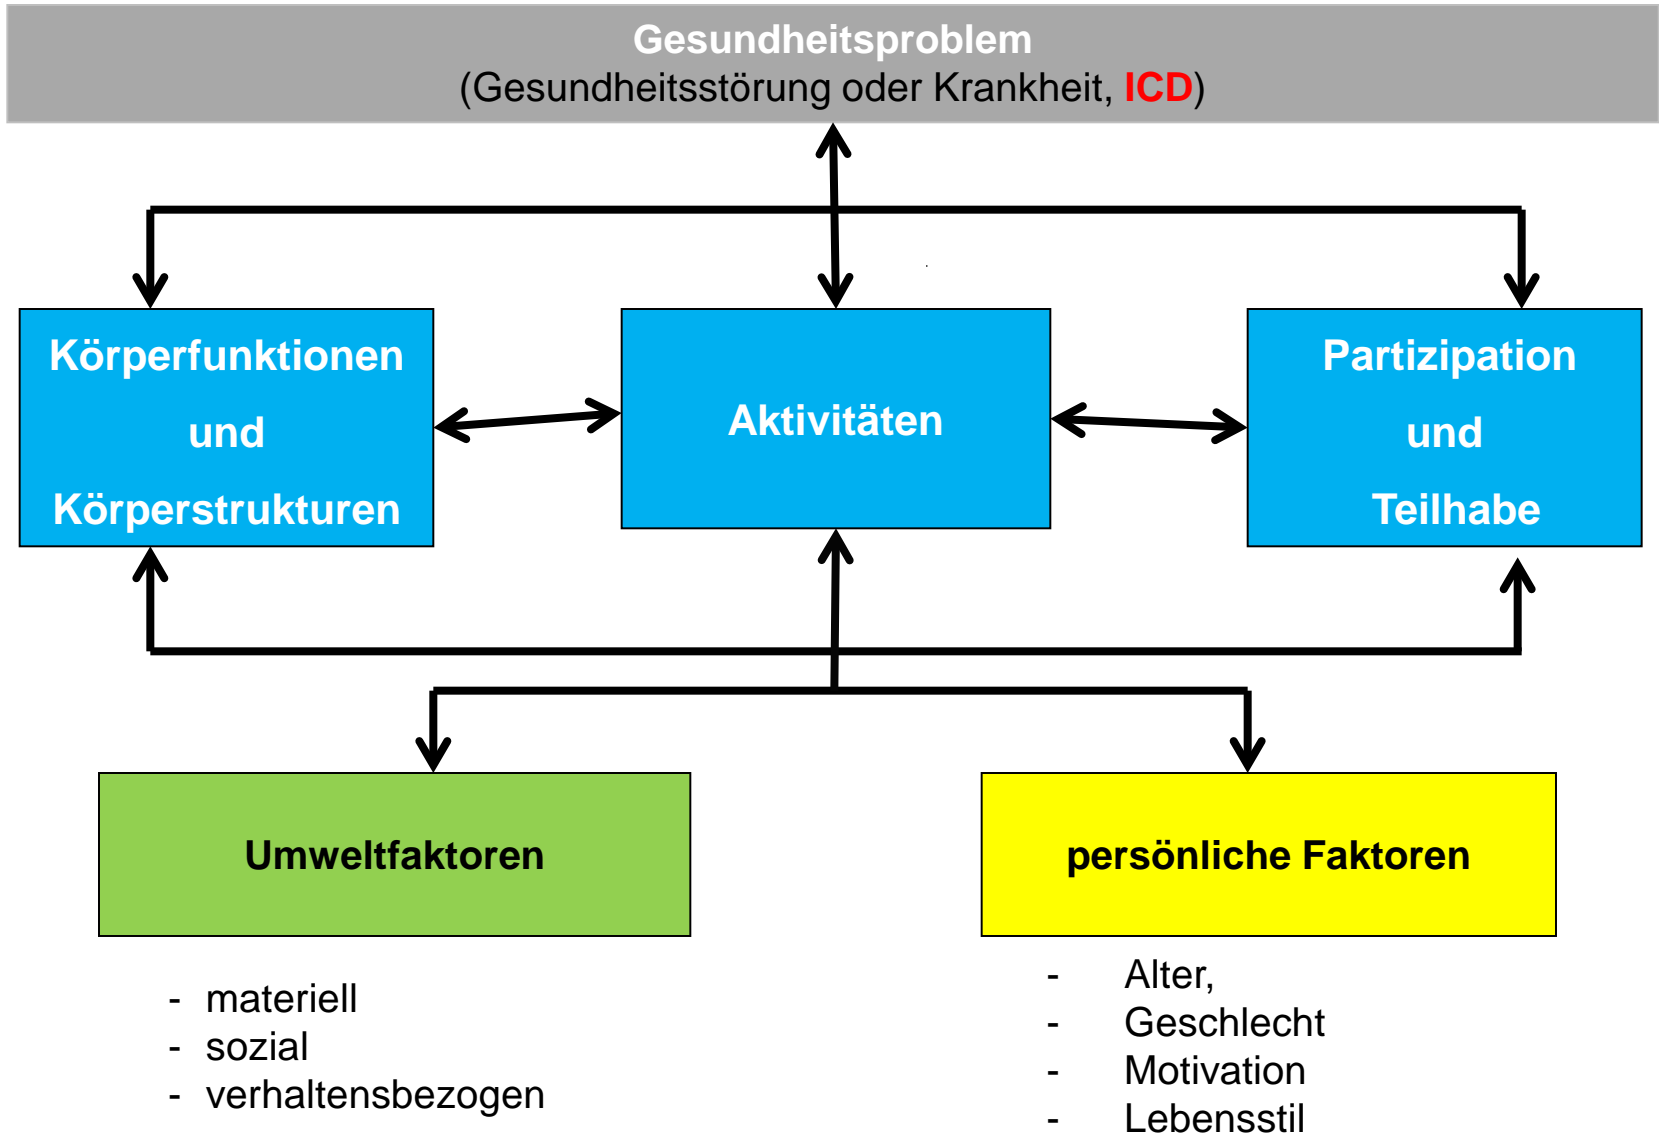 Gesundheitsproblem
(Gesundheitsstörung oder Krankheit, ICD)
Körperfunktionen
und
Körperstrukturen
Aktivitäten
Partizipation
und
Teilhabe
Umweltfaktoren
persönliche Faktoren
- materiell
- sozial
- verhaltensbezogen
- Alter,
- Geschlecht
- Motivation
- Lebensstil